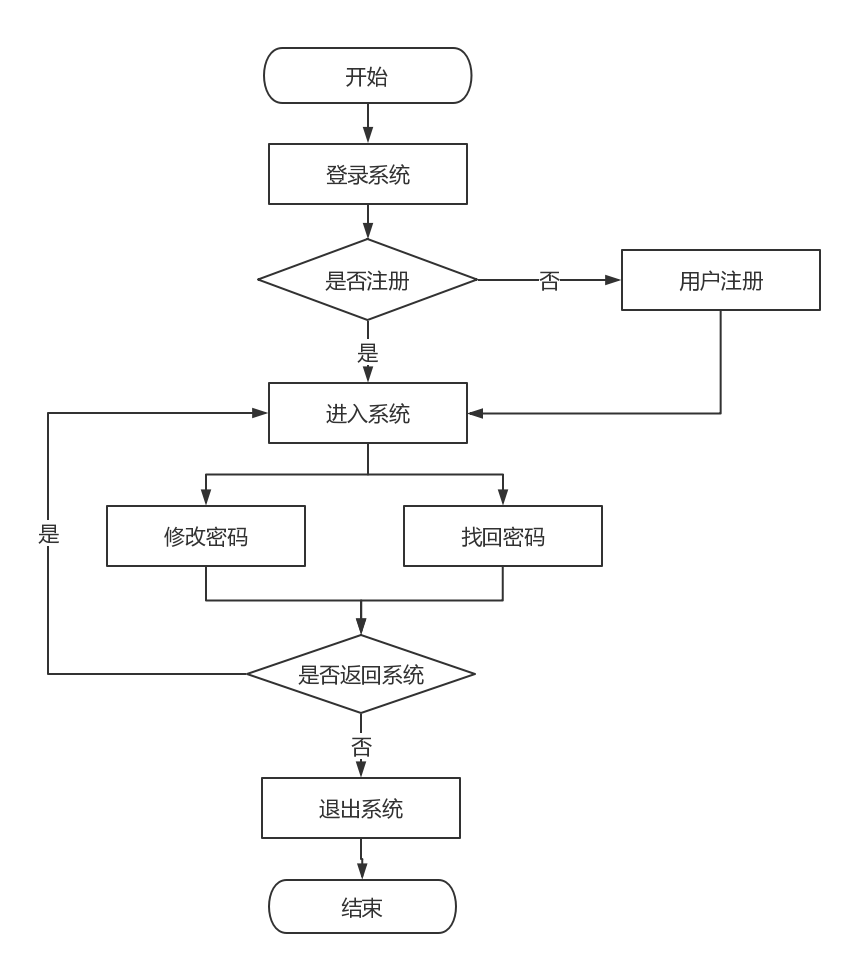 开始
登录系统
是否注册
否
用户注册
是
进入系统
修改密码
找回密码
是
是否返回系统
否
退出系统
结束